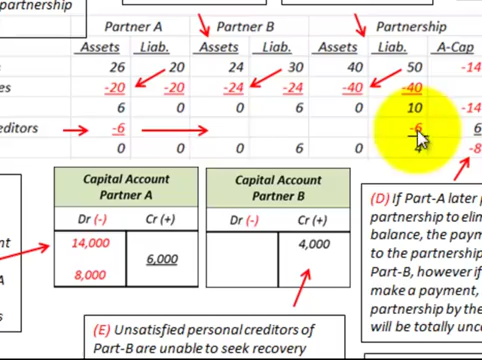 partnership
Partner A Partner B Partnership
Assets Liab. Assets Liab. Assets Liab. A-Cap
26 20 24 30 40 50 -14
es -20 -20 -24 -24 -40 -40
6 0 0 6 0 10 -14
editors -6 -6 6
0 0 0 6 0 4 -8
Capital Account
Partner A
Dr (-) Cr (+)
14,000
6,000
8,000
Capital Account
Partner B
Dr (-) Cr (+)
4,000
nt
A
s
(D) If Part-A later p
partnership to elim
balance, the paym
to the partnership
Part-B, however if
make a payment,
partnership by the
will be totally unc
(E) Unsatisfied personal creditors of
Part-B are unable to seek recovery